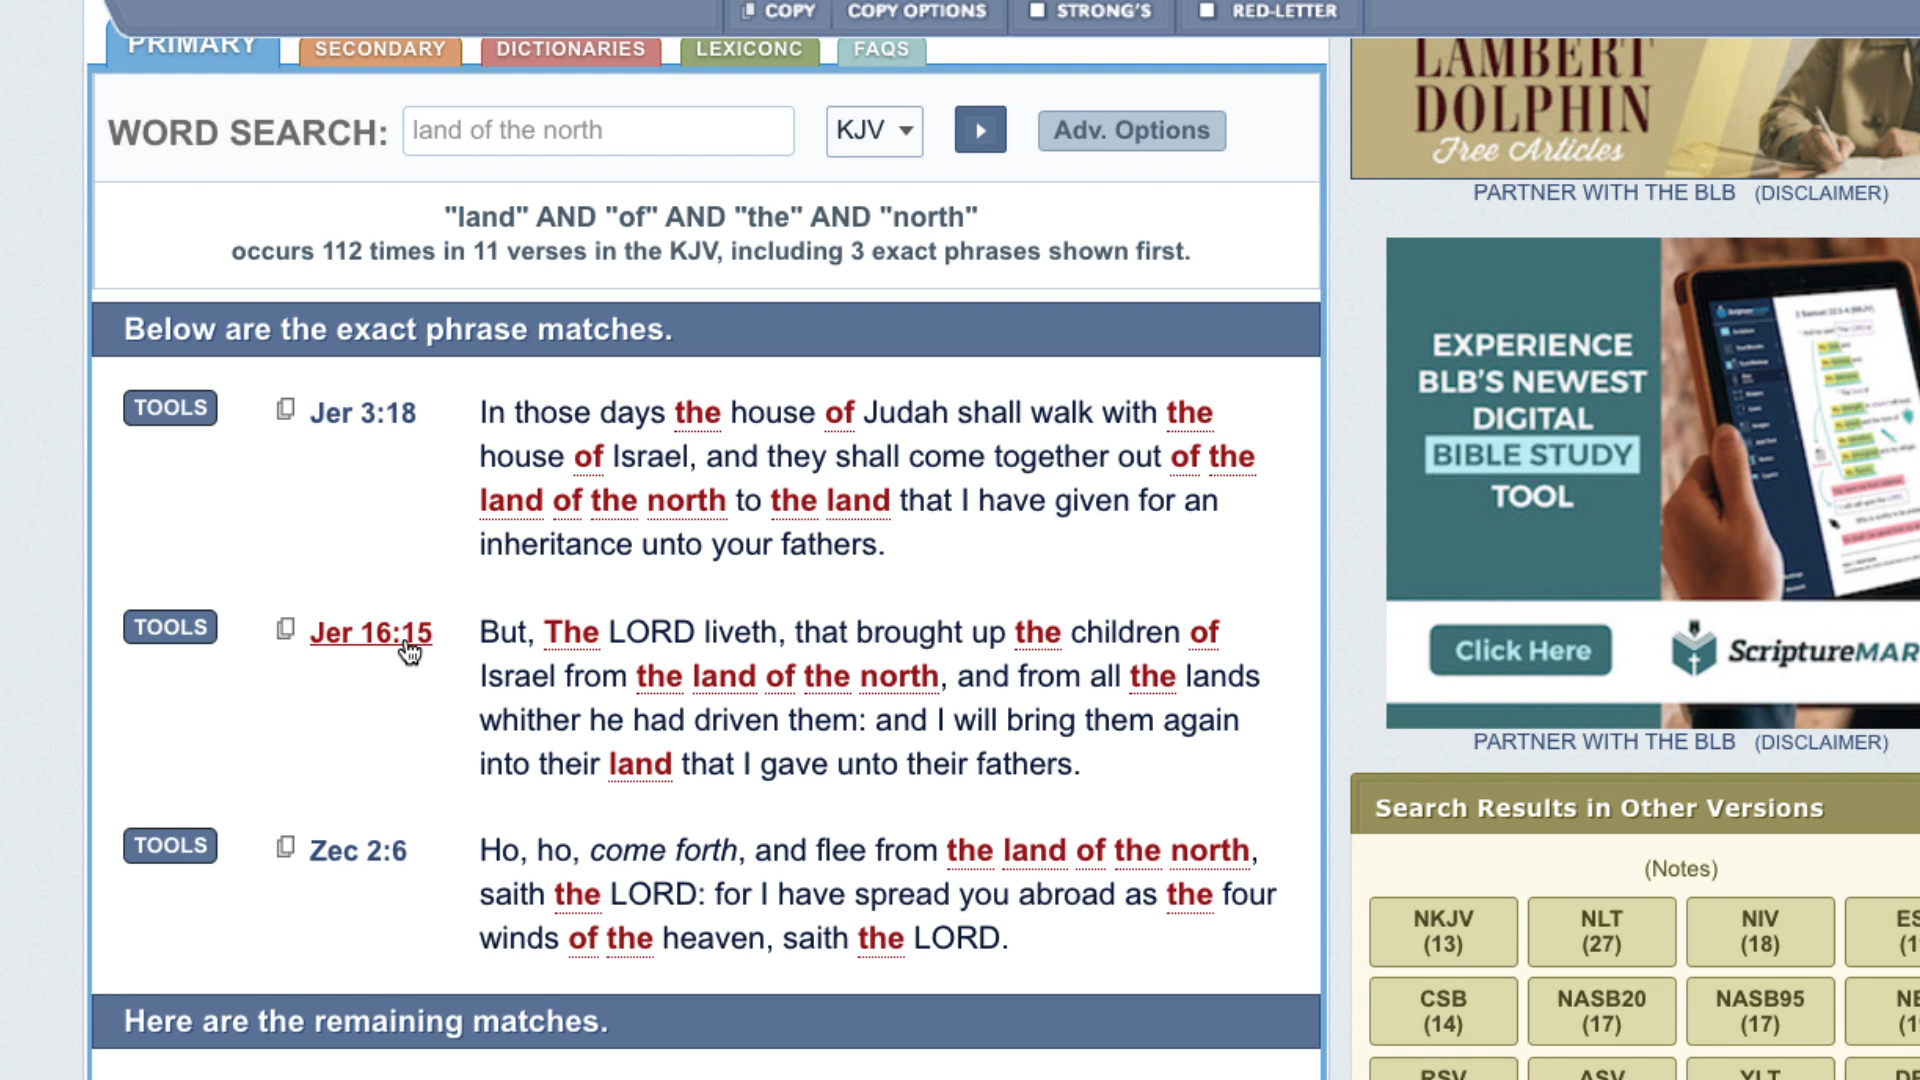 COPY COPY OPTIONS STRONG'S RED-LETTER
PRIMARY SECONDARY DICTIONARIES LEXICONC FAQS
WORD SEARCH: land of the north KJV Adv. Options
"land" AND "of" AND "the" AND "north"
occurs 112 times in 11 verses in the KJV, including 3 exact phrases shown first.
Below are the exact phrase matches.
TOOLS Jer 3:18 In those days the house of Judah shall walk with the
house of Israel, and they shall come together out of the
land of the north to the land that I have given for an
inheritance unto your fathers.
TOOLS Jer 16:15 But, The LORD liveth, that brought up the children of
Israel from the land of the north, and from all the lands
whither he had driven them: and I will bring them again
into their land that I gave unto their fathers.
TOOLS Zec 2:6 Ho, ho, come forth, and flee from the land of the north,
saith the LORD: for I have spread you abroad as the four
winds of the heaven, saith the LORD.
Here are the remaining matches.
LAMBERT
DOLPHIN
Free Articles
PARTNER WITH THE BLB (DISCLAIMER)
EXPERIENCE
BLB'S NEWEST
DIGITAL
BIBLE STUDY
TOOL
Click Here ScriptureMAR
PARTNER WITH THE BLB (DISCLAIMER)
Search Results in Other Versions
(Notes)
NKJV NLT NIV ES
(13) (27) (18) (1
CSB NASB20 NASB95 NE
(14) (17) (17) (1
RSV ASV YLT